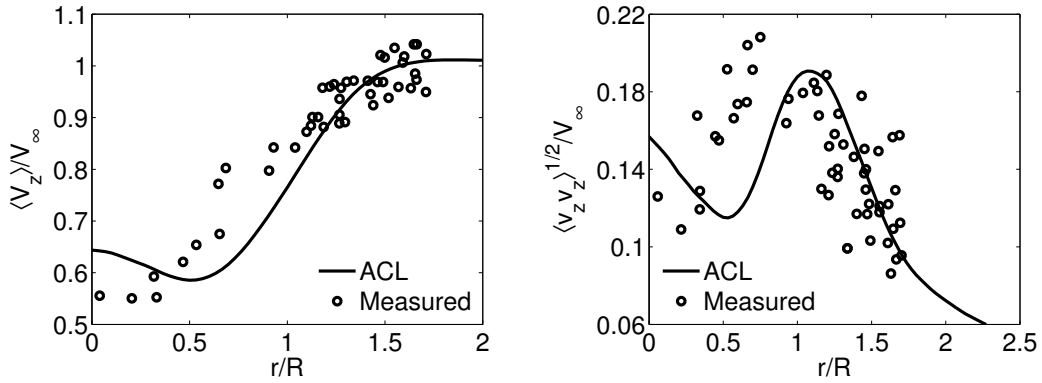 1.1
1
0.9
0.8
0.7
0.6
0.5
⟨V_z⟩/V_∞
0 0.5 1 1.5 2
r/R
ACL
Measured
0.22
0.18
0.14
0.1
0.06
⟨v_z v_z⟩^{1/2}/V_∞
0 0.5 1 1.5 2 2.5
r/R
ACL
Measured